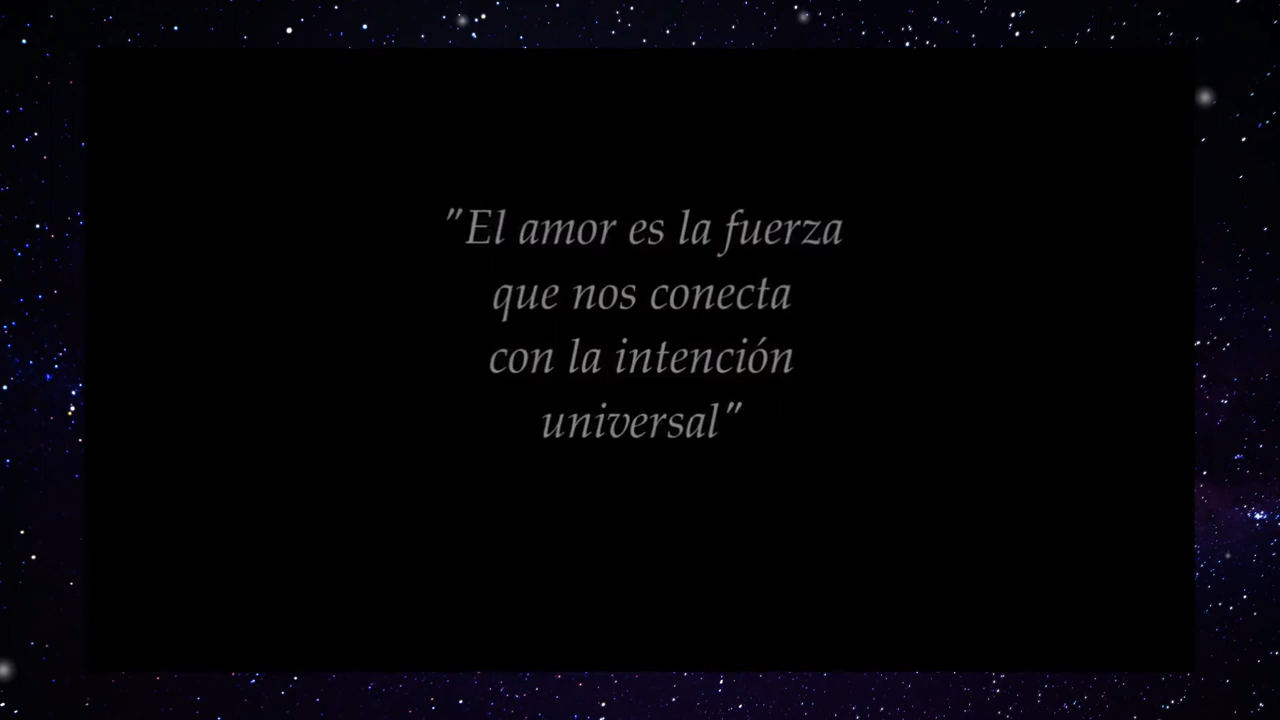 "El amor es la fuerza
que nos conecta
con la intención
universal"